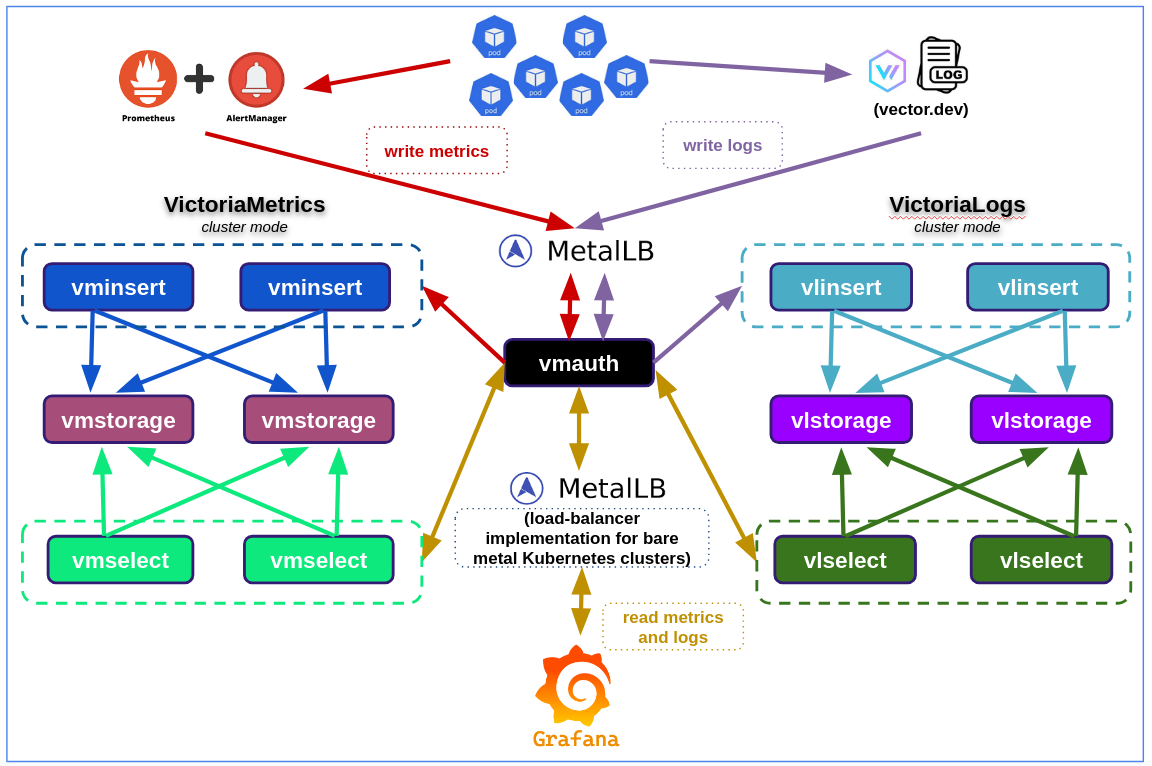 pod
pod
pod
pod
pod
pod
LOG
Prometheus
AlertManager
(vector.dev)
write metrics
write logs
VictoriaMetrics
cluster mode
VictoriaLogs
cluster mode
MetalLB
vminsert
vminsert
vlinsert
vlinsert
vmauth
vmstorage
vmstorage
vlstorage
vlstorage
MetalLB
(load-balancer
implementation for bare
metal Kubernetes clusters)
vmselect
vmselect
vlselect
vlselect
read metrics
and logs
Grafana